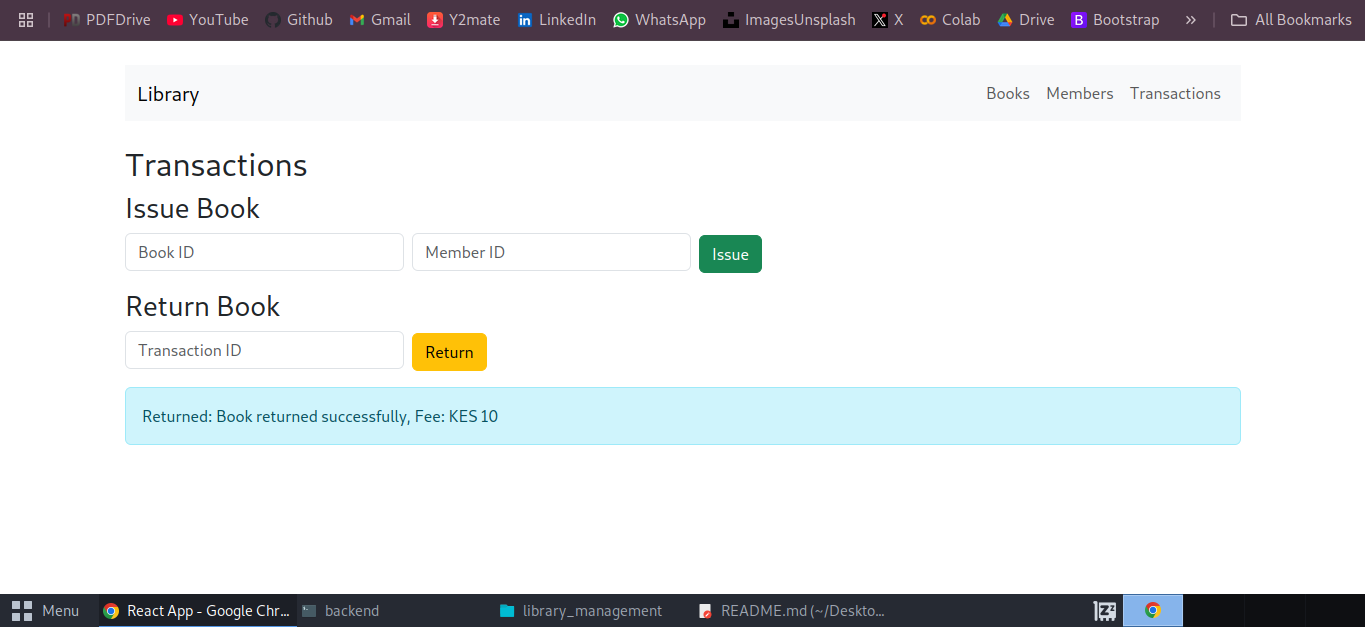 PDFDrive YouTube Github Gmail Y2mate LinkedIn WhatsApp ImagesUnsplash X Colab Drive B Bootstrap » All Bookmarks
Library Books Members Transactions
Transactions
Issue Book
Book ID Member ID Issue
Return Book
Transaction ID Return
Returned: Book returned successfully, Fee: KES 10
Menu React App - Google Chr... backend library_management README.md (~/Deskto...